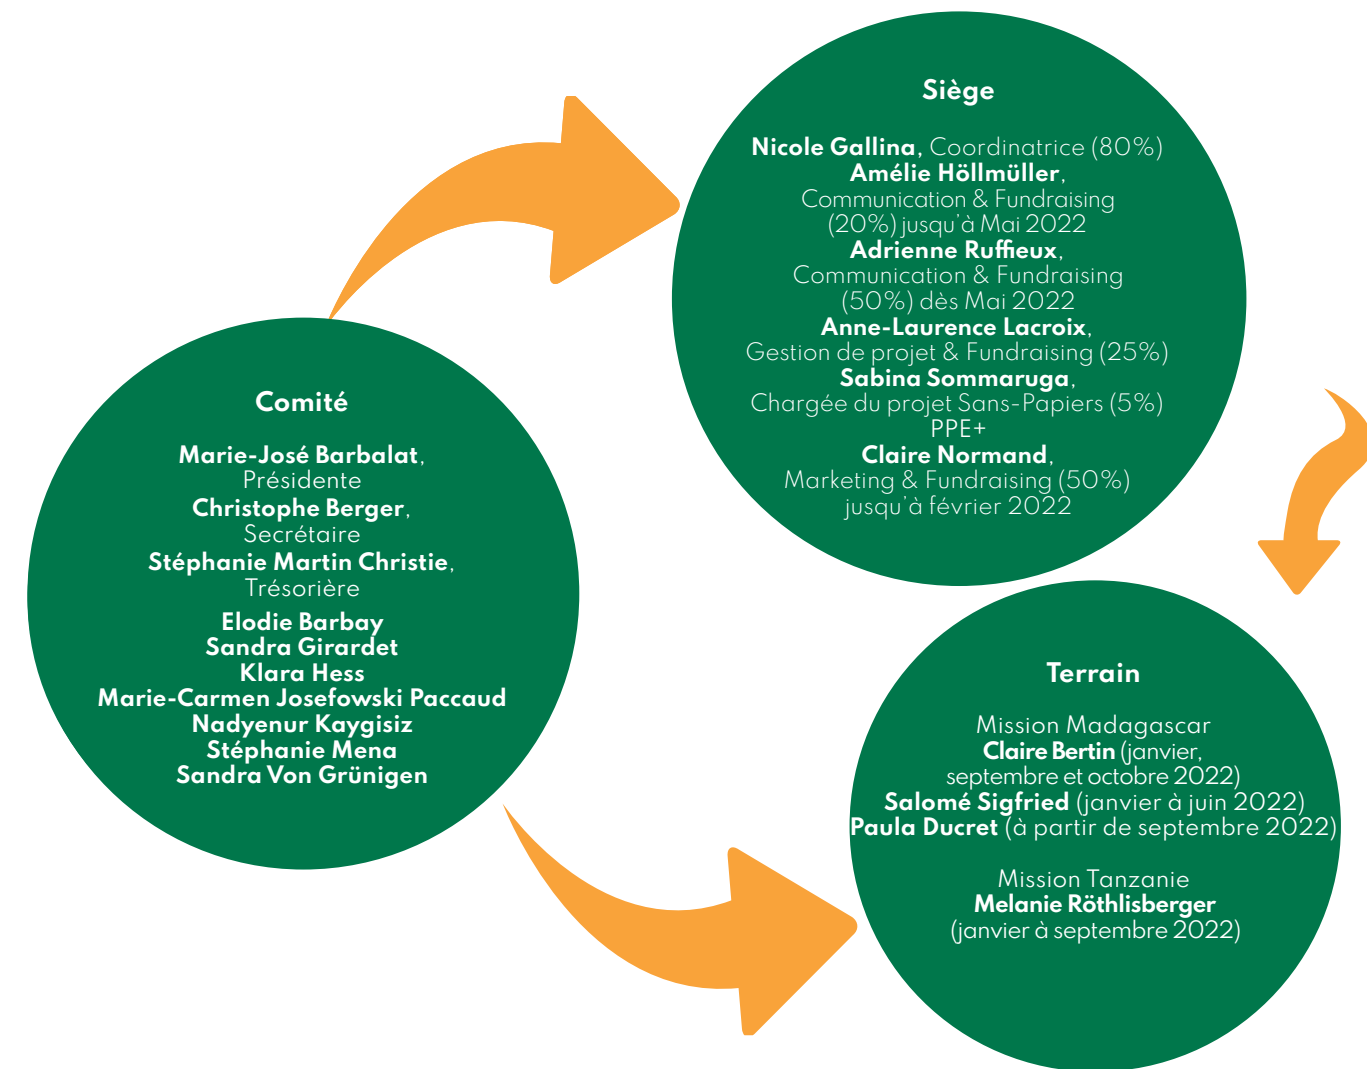 Comité
Marie-José Barbalat,
Présidente
Christophe Berger,
Secrétaire
Stéphanie Martin Christie,
Trésorière
Elodie Barbay
Sandra Girardet
Klara Hess
Marie-Carmen Josefowski Paccaud
Nadyenur Kaygisiz
Stéphanie Mena
Sandra Von Grünigen
Siège
Nicole Gallina, Coordinatrice (80%)
Amélie Höllmüller,
Communication & Fundraising
(20%) jusqu'à Mai 2022
Adrienne Ruffieux,
Communication & Fundraising
(50%) dès Mai 2022
Anne-Laurence Lacroix,
Gestion de projet & Fundraising (25%)
Sabina Sommaruga,
Chargée du projet Sans-Papiers (5%)
PPE+
Claire Normand,
Marketing & Fundraising (50%)
jusqu'à février 2022
Terrain
Mission Madagascar
Claire Bertin (janvier,
septembre et octobre 2022)
Salomé Sigfried (janvier à juin 2022)
Paula Ducret (à partir de septembre 2022)
Mission Tanzanie
Melanie Röthlisberger
(janvier à septembre 2022)